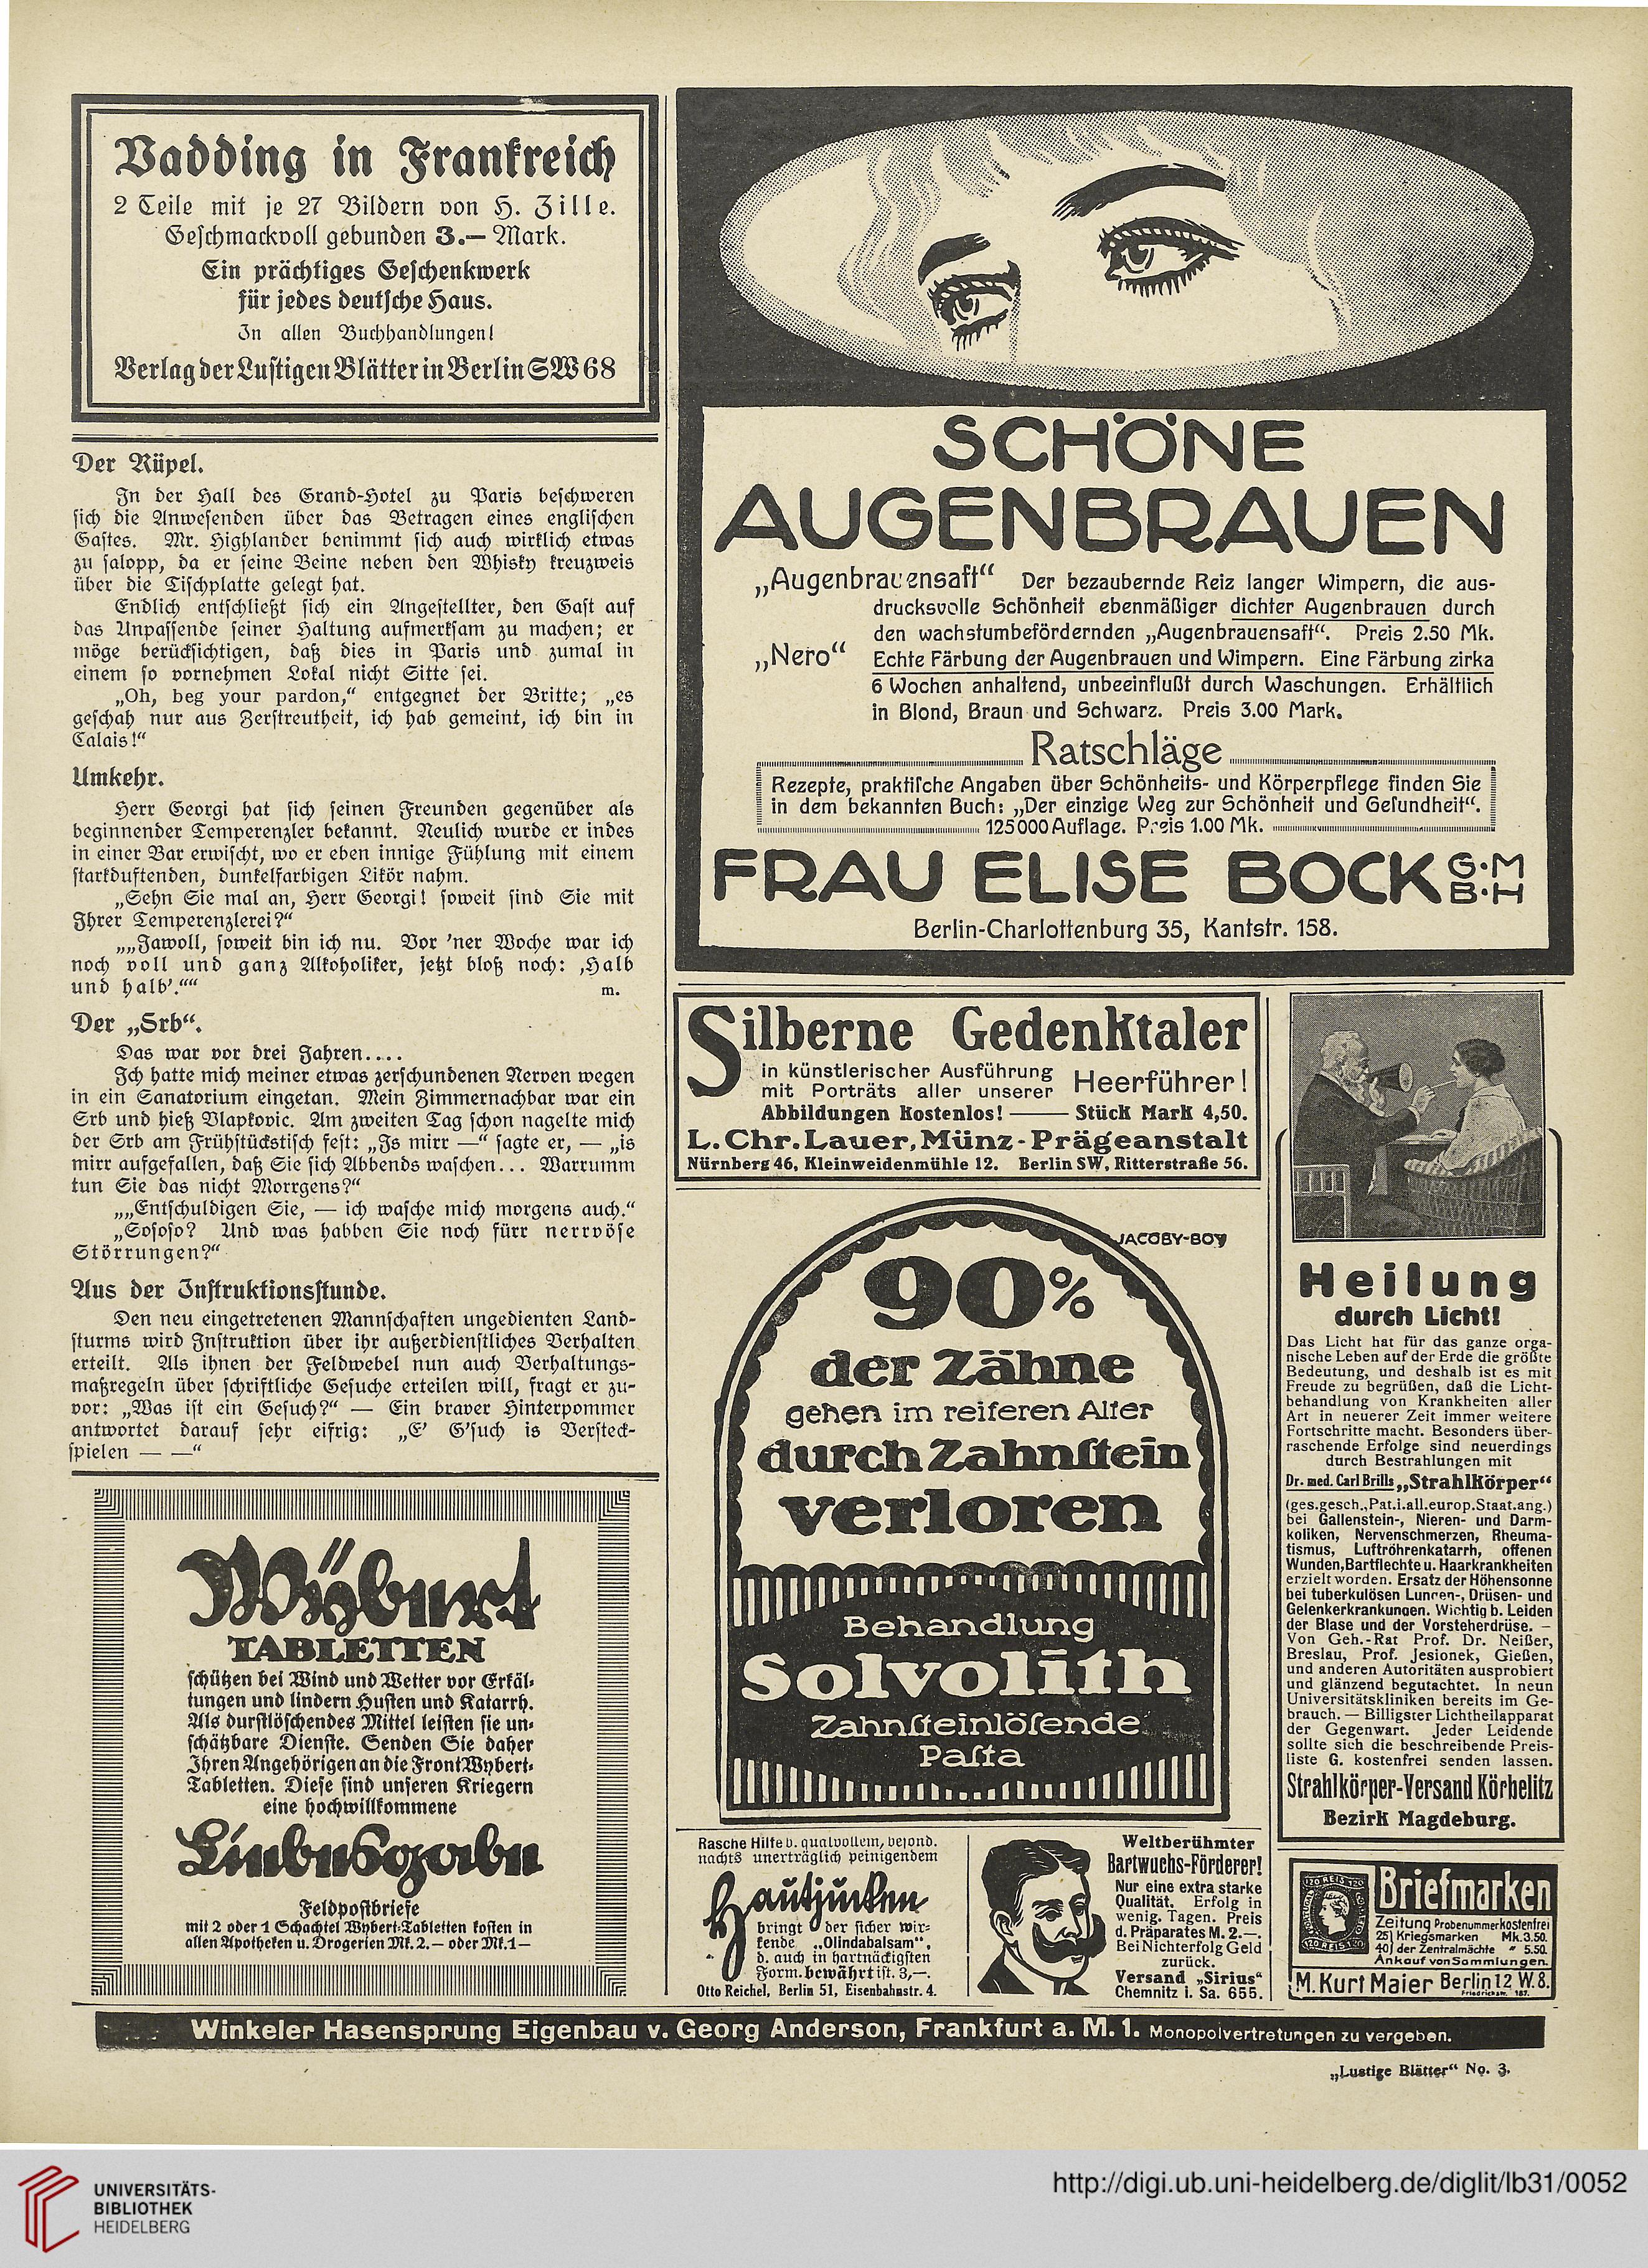 Vadding in Frankreich
2 Teile mit je 27 Bildern von H. Zille.
Geschmackvoll gebunden 3.— Mark.
Ein prächtiges Geschenkwerk
für jedes deutsche Haus.
In allen Buchhandlungen!
Verlag der Lustigen Blätter in Berlin SW 68
Der Rüpel.
In der Hall des Grand-Hotel zu Paris beschweren
sich die Anwesenden über das Betragen eines englischen
Gastes. Mr. Highlander benimmt sich auch wirklich etwas
zu salopp, da er seine Beine neben den Whisky kreuzweis
über die Tischplatte gelegt hat.
Endlich entschließt sich ein Angestellter, den Gast auf
das Unpassende seiner Haltung aufmerksam zu machen; er
möge berücksichtigen, daß dies in Paris und zumal in
einem so vornehmen Lokal nicht Sitte sei.
„Oh, beg your pardon,“ entgegnet der Britte; „es
geschah nur aus Zerstreutheit, ich hab gemeint, ich bin in
Calais!“
Umkehr.
Herr Georgi hat sich seinen Freunden gegenüber als
beginnender Temperenzler bekannt. Neulich wurde er indes
in einer Bar erwischt, wo er eben innige Fühlung mit einem
starkduftenden, dunkelfarbigen Likör nahm.
„Sehn Sie mal an, Herr Georgi! soweit sind Sie mit
Ihrer Temperenzlerei?“
„„Jawoll, soweit bin ich nu. Vor 'ner Woche war ich
noch voll und ganz Alkoholiker, jetzt bloß noch: ‚Halb
und halb'.““
m.
Der „Srb“.
Das war vor drei Jahren....
Ich hatte mich meiner etwas zerschundenen Nerven wegen
in ein Sanatorium eingetan. Mein Zimmernachbar war ein
Srb und hieß Vlapkovic. Am zweiten Tag schon nagelte mich
der Srb am Frühstückstisch fest: „Is mirr —“ sagte er, — „is
mirr aufgefallen, daß Sie sich Abbends waschen... Warrumm
tun Sie das nicht Morrgens?“
„„Entschuldigen Sie, — ich wasche mich morgens auch.“
„Sososo? Und was habben Sie noch fürr nerrvöse
Störrungen?“
Aus der Instruktionsstunde.
Den neu eingetretenen Mannschaften ungedienten Land-
sturms wird Instruktion über ihr außerdienstliches Verhalten
erteilt. Als ihnen der Feldwebel nun auch Verhaltungs-
maßregeln über schriftliche Gesuche erteilen will, fragt er zu-
vor: „Was ist ein Gesuch?“ — Ein braver Hinterpommer
antwortet darauf sehr eifrig: „E' G'such is Versteck-
spielen — —“
Wybert
TABLETTEN
schützen bei Wind und Wetter vor Erkäl-
tungen und lindern Husten und Katarrh.
Als durstlöschendes Mittel leisten sie un-
schätzbare Dienste. Senden Sie daher
Ihren Angehörigen an die Front Wybert-
Tabletten. Diese sind unseren Kriegern
eine hochwillkommene
Liebesgabe
Feldpostbriefe
mit 2 oder 1 Schachtel Wybert-Tabletten kosten in
allen Apotheken u. Drogerien Mk. 2.— oder Mk. 1—
SCHÖNE
AUGENBRAUEN
„Augenbrauensaft“ Der bezaubernde Reiz langer Wimpern, die aus-
drucksvolle Schönheit ebenmäßiger dichter Augenbrauen durch
den wachstumbefördernden „Augenbrauensaft“. Preis 2.50 Mk.
„Nero“ Echte Färbung der Augenbrauen und Wimpern. Eine Färbung zirka
6 Wochen anhaltend, unbeeinflußt durch Waschungen. Erhältlich
in Blond, Braun und Schwarz. Preis 3.00 Mark.
Ratschläge
Rezepte, praktische Angaben über Schönheits- und Körperpflege finden Sie
in dem bekannten Buch: „Der einzige Weg zur Schönheit und Gesundheit“.
125000 Auflage. Preis 1.00 Mk.
FRAU ELISE BOCK G·M B·H
Berlin-Charlottenburg 35, Kantstr. 158.
Silberne Gedenktaler
in künstlerischer Ausführung
mit Porträts aller unserer Heerführer!
Abbildungen kostenlos! — Stück Mark 4,50.
L. Chr. Lauer, Münz-Prägeanstalt
Nürnberg 46, Kleinweidenmühle 12. Berlin SW, Ritterstraße 56.
JACOBY-BOY
90%
der Zähne
gehen im reiferen Alter
durch Zahnstein
verloren
Behandlung
Solvolith
Zahnsteinlösende
Pasta
Rasche Hilfe b. qualvollem, besond.
nachts unerträglich peinigendem
Hautjucken
bringt der sicher wir-
kende „Olindabalsam“,
d. auch in hartnäckigsten
Form. bewährt ist. 3,—.
Otto Reichel, Berlin 51, Eisenbahnstr. 4.
Weltberühmter
Bartwuchs-Förderer!
Nur eine extra starke
Qualität. Erfolg in
wenig. Tagen. Preis
d. Präparates M. 2.—.
Bei Nichterfolg Geld
zurück.
Versand „Sirius“
Chemnitz i. Sa. 655.
Heilung
durch Licht!
Das Licht hat für das ganze orga-
nische Leben auf der Erde die größte
Bedeutung, und deshalb ist es mit
Freude zu begrüßen, daß die Licht-
behandlung von Krankheiten aller
Art in neuerer Zeit immer weitere
Fortschritte macht. Besonders über-
raschende Erfolge sind neuerdings
durch Bestrahlungen mit
Dr. med. Carl Brills „Strahlkörper“
(ges.gesch.,Pat.i.all.europ.Staat.ang.)
bei Gallenstein-, Nieren- und Darm-
koliken, Nervenschmerzen, Rheuma-
tismus, Luftröhrenkatarrh, offenen
Wunden, Bartflechte u. Haarkrankheiten
erzielt worden. Ersatz der Höhensonne
bei tuberkulösen Lungen-, Drüsen- und
Gelenkerkrankungen. Wichtig b. Leiden
der Blase und der Vorsteherdrüse. —
Von Geh.-Rat Prof. Dr. Neißer,
Breslau, Prof. Jesionek, Gießen,
und anderen Autoritäten ausprobiert
und glänzend begutachtet. In neun
Universitätskliniken bereits im Ge-
brauch. — Billigster Lichtheilapparat
der Gegenwart. Jeder Leidende
sollte sich die beschreibende Preis-
liste G. kostenfrei senden lassen.
Strahlkörper-Versand Körbelitz
Bezirk Magdeburg.
Briefmarken
Zeitung Probenummer kostenfrei
25) Kriegsmarken Mk. 3.50.
40) der Zentralmächte " 5.50.
Ankauf von Sammlungen.
M. Kurt Maier Berlin 12 W. 8.
Friedrichstr. 187.
Winkeler Hasensprung Eigenbau v. Georg Anderson, Frankfurt a. M. 1. Monopolvertretungen zu vergeben.
„Lustige Blätter“ No. 3.
UNIVERSITÄTS-
BIBLIOTHEK
HEIDELBERG
http://digi.ub.uni-heidelberg.de/diglit/lb31/0052